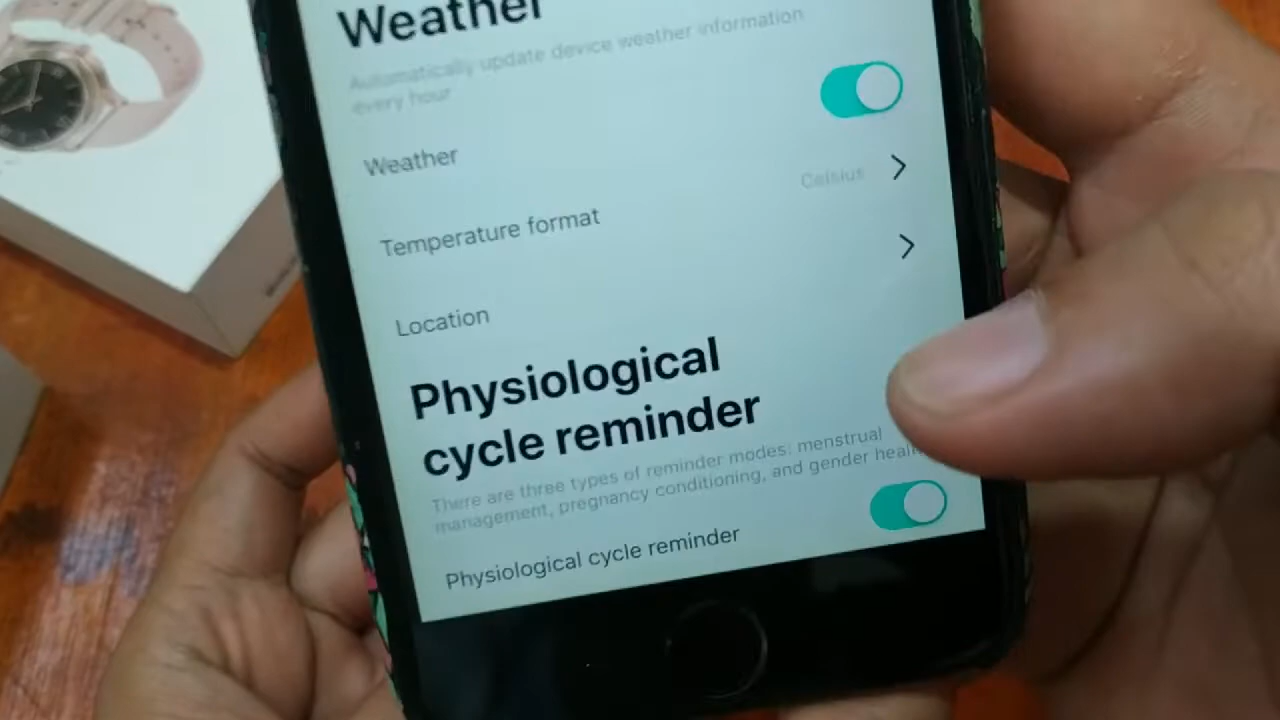 Weather
Automatically update device weather information
every hour
Weather
Temperature format
Celsius
Location
Physiological
cycle reminder
There are three types of reminder modes: menstrual
management, pregnancy conditioning, and gender health
Physiological cycle reminder